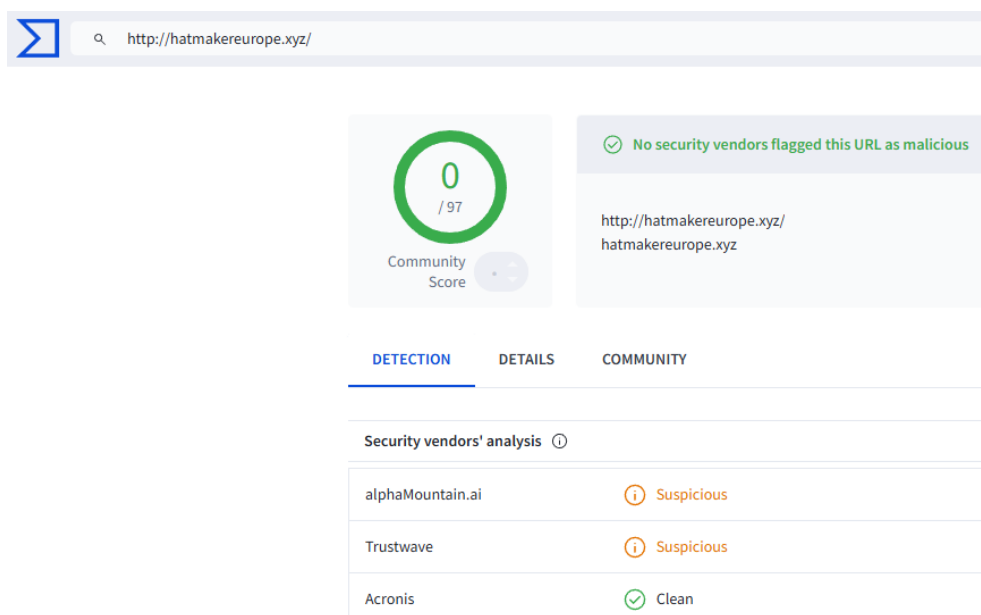 http://hatmakereurope.xyz/
0
/ 97
Community
Score
No security vendors flagged this URL as malicious
http://hatmakereurope.xyz/
hatmakereurope.xyz
DETECTION DETAILS COMMUNITY
Security vendors' analysis
alphaMountain.ai Suspicious
Trustwave Suspicious
Acronis Clean